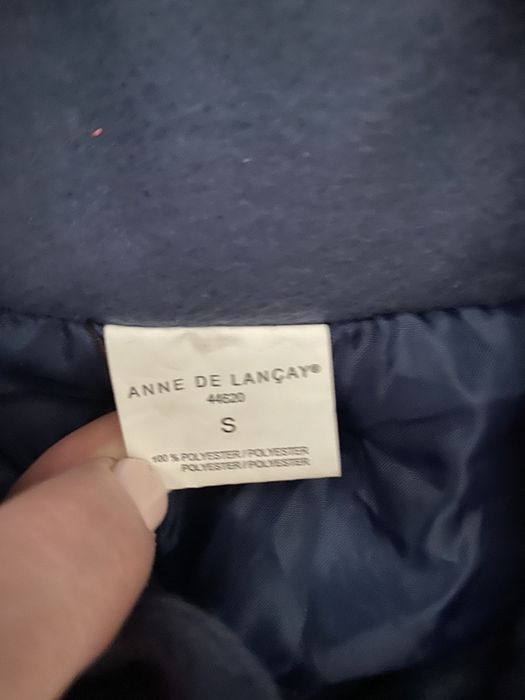 ANNE DE LANÇAY®
44620
S
100 % POLYESTER / POLYESTER
POLYESTER / POLYESTER